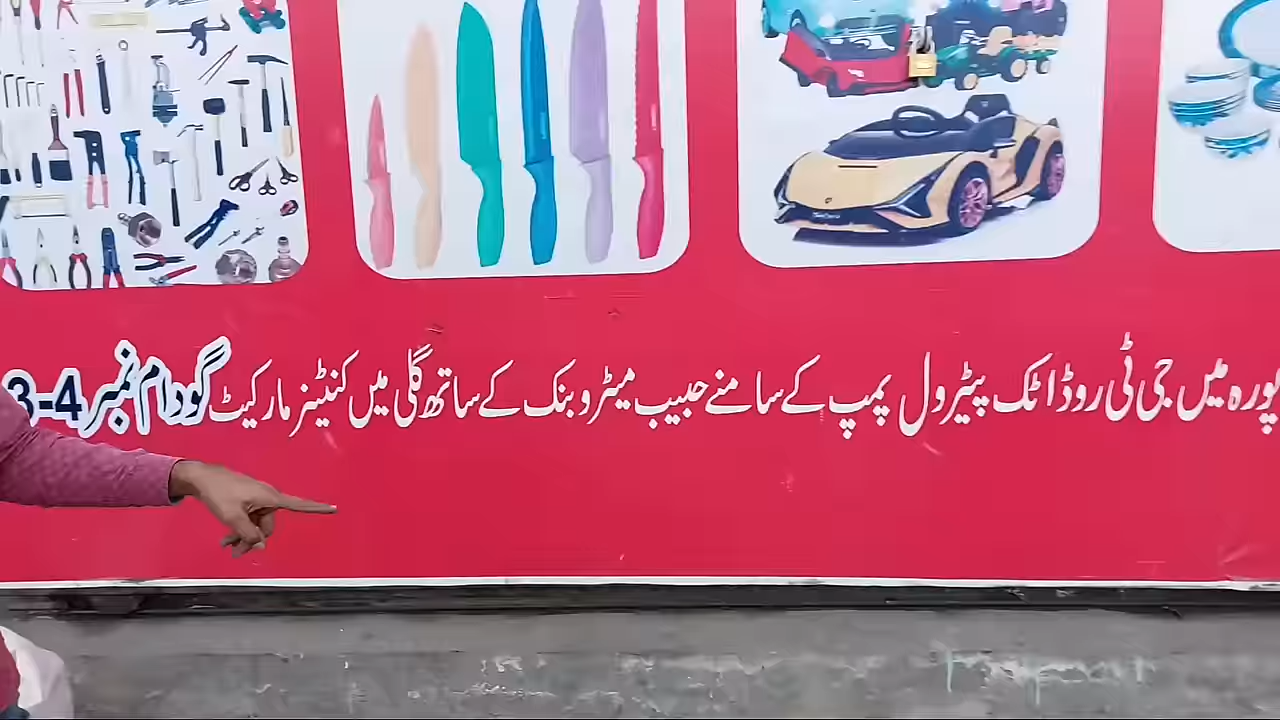 پورہ میں جی ٹی روڈ اٹک پیٹرول پمپ کے سامنے حبیب میٹرو بنک کے ساتھ گلی میں کنٹینر مارکیٹ گودام نمبر 4-3